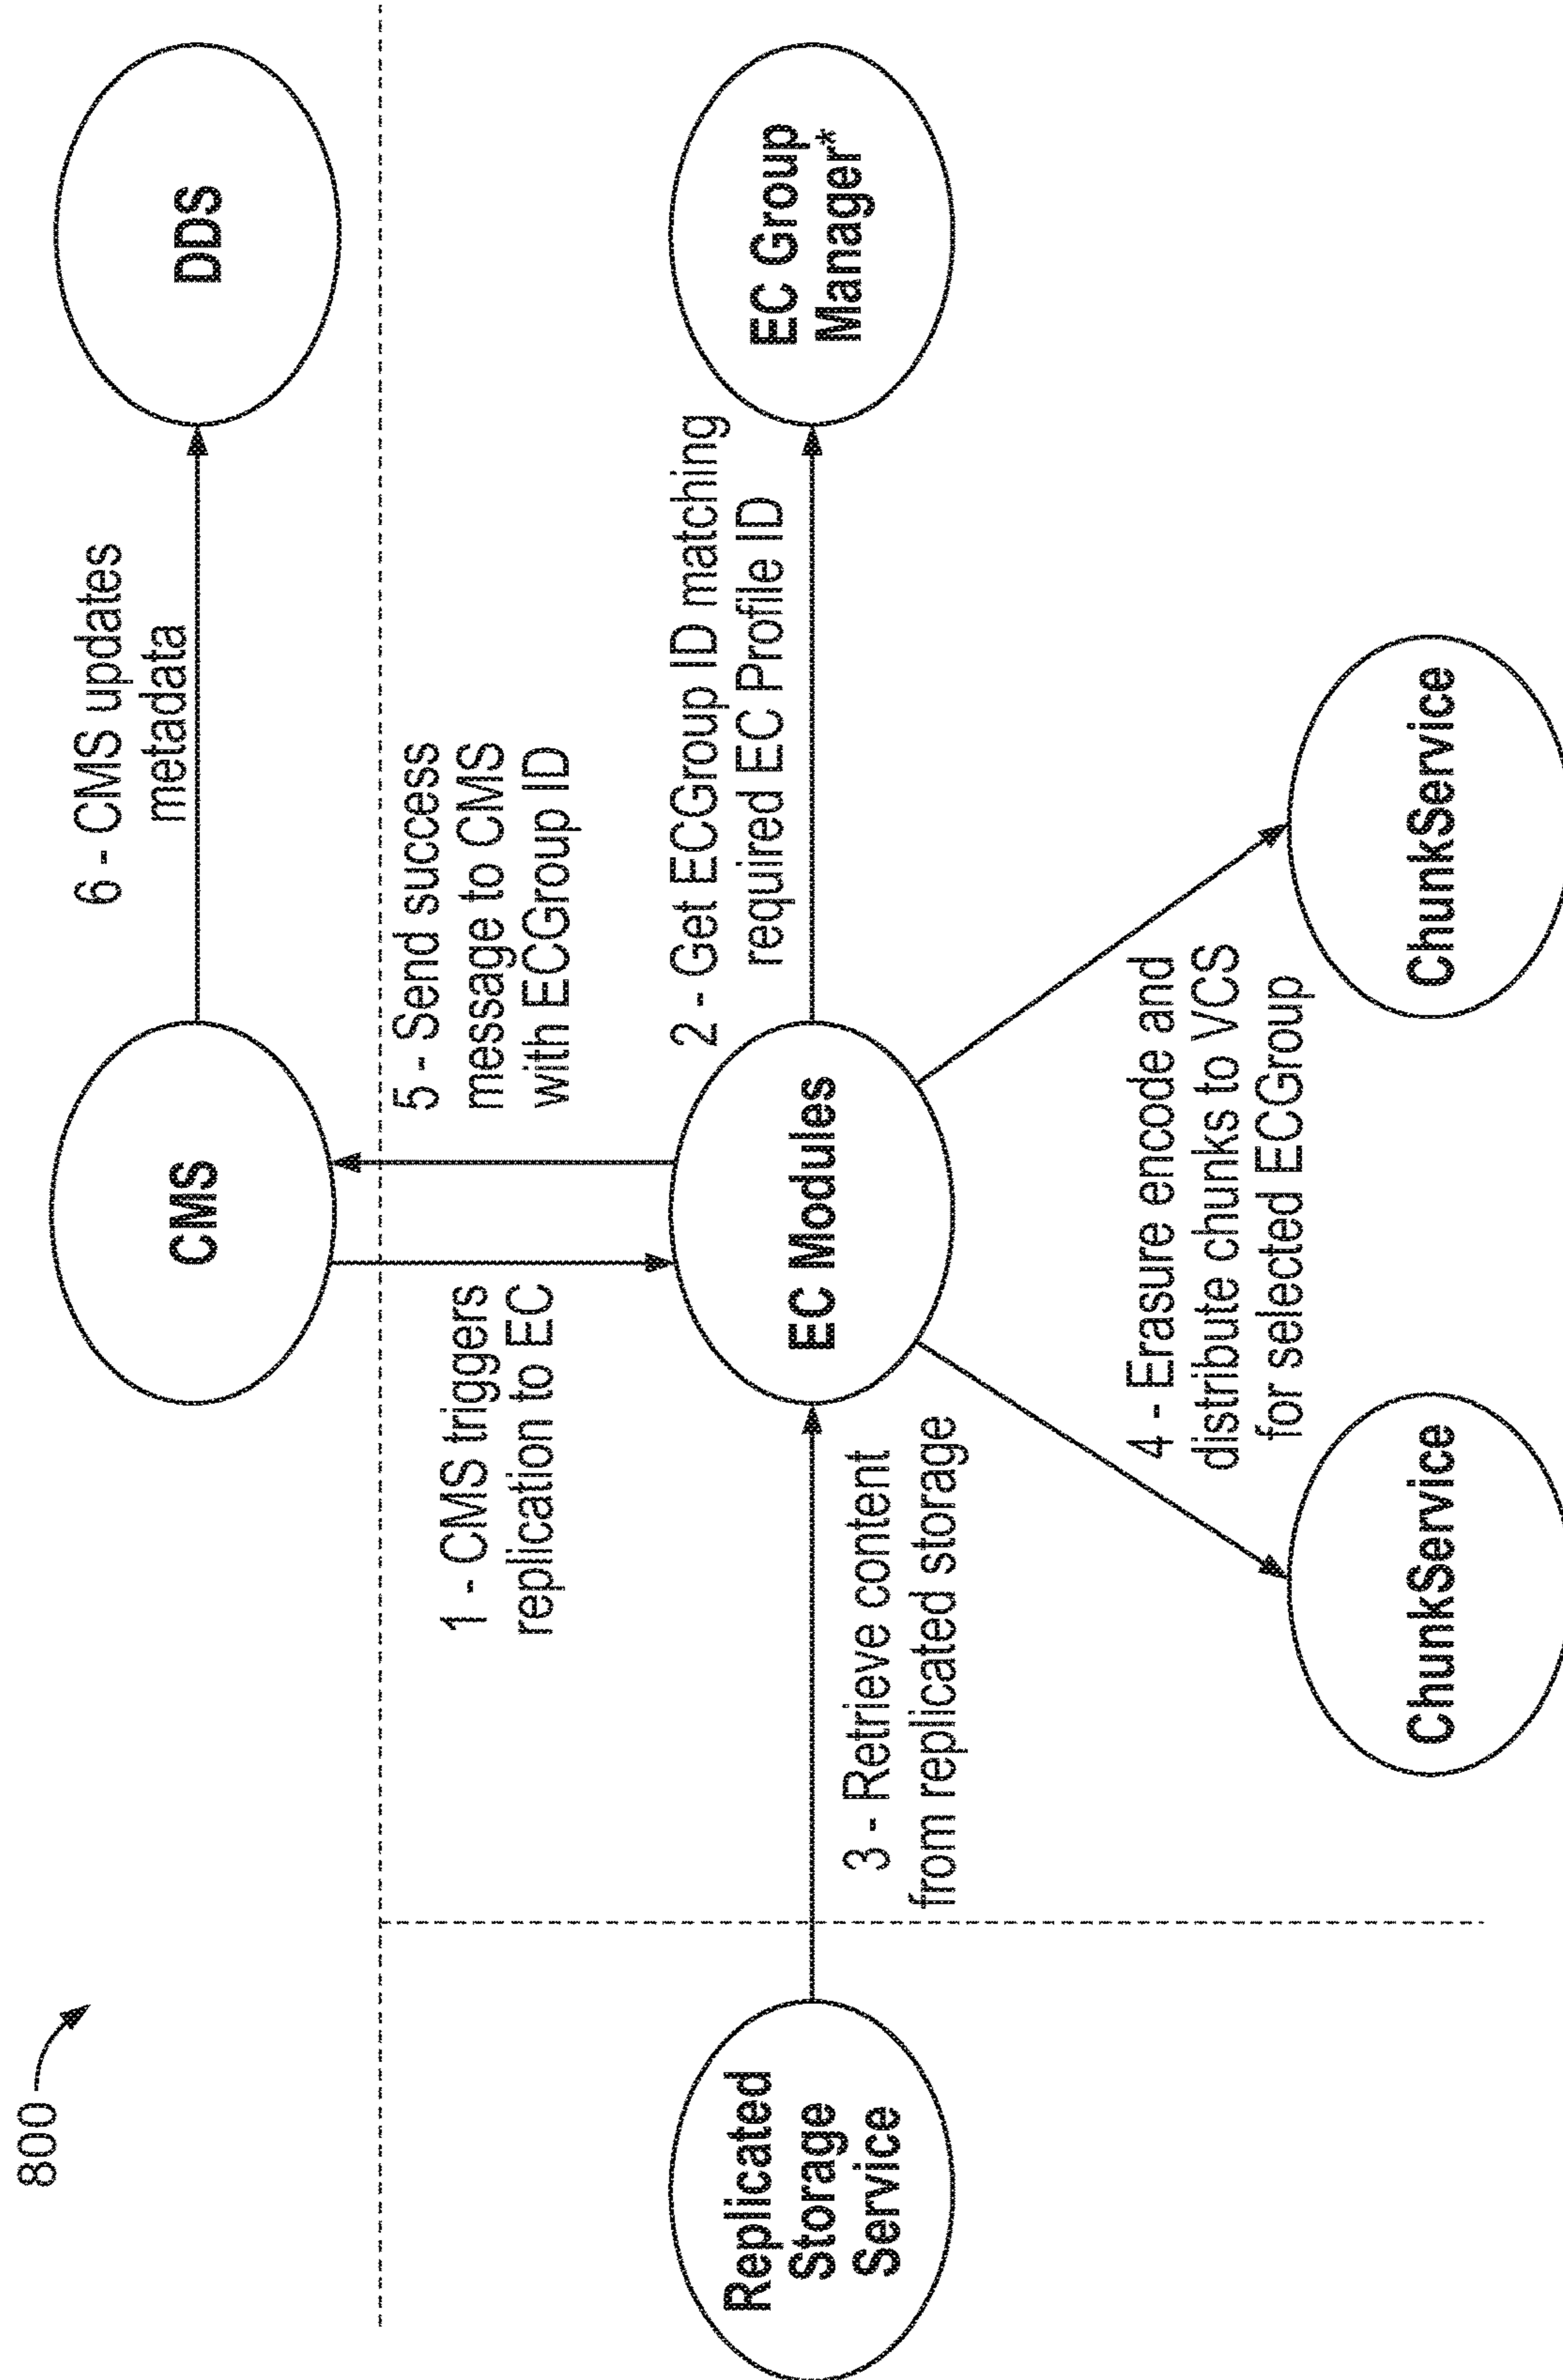 800
CMS
6 - CMS updates
metadata
DDS
1 - CMS triggers
replication to EC
5 - Send success
message to CMS
with ECGroup ID
Replicated
Storage
Service
3 - Retrieve content
from replicated storage
EC Modules
2 - Get ECGroup ID matching
required EC Profile ID
EC Group
Manager*
4 - Erasure encode and
distribute chunks to VCS
for selected ECGroup
ChunkService
ChunkService